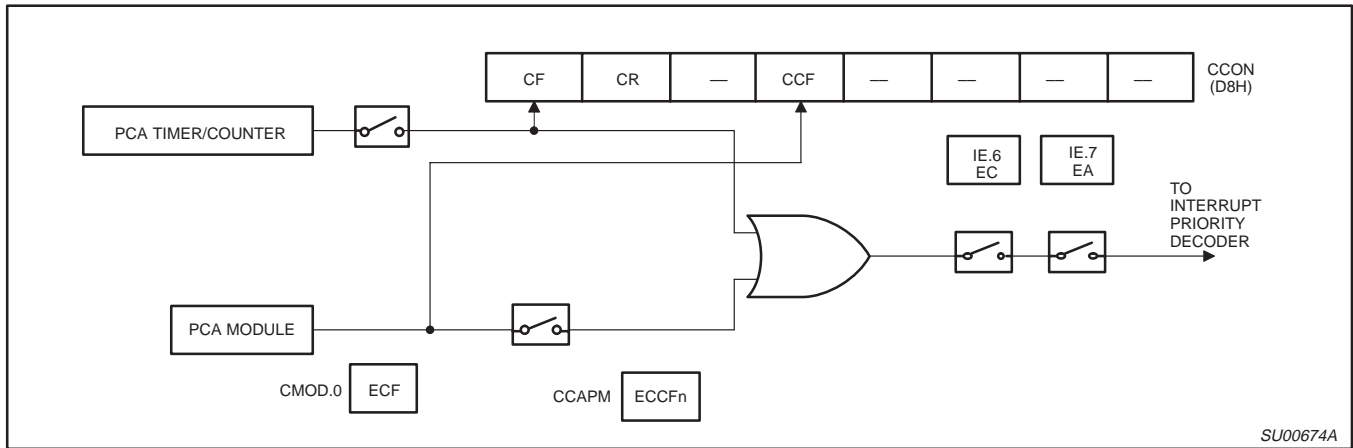 CF CR — CCF — — — —
CCON
(D8H)
PCA TIMER/COUNTER
IE.6
EC
IE.7
EA
TO
INTERRUPT
PRIORITY
DECODER
PCA MODULE
CMOD.0 ECF
CCAPM ECCFn
SU00674A